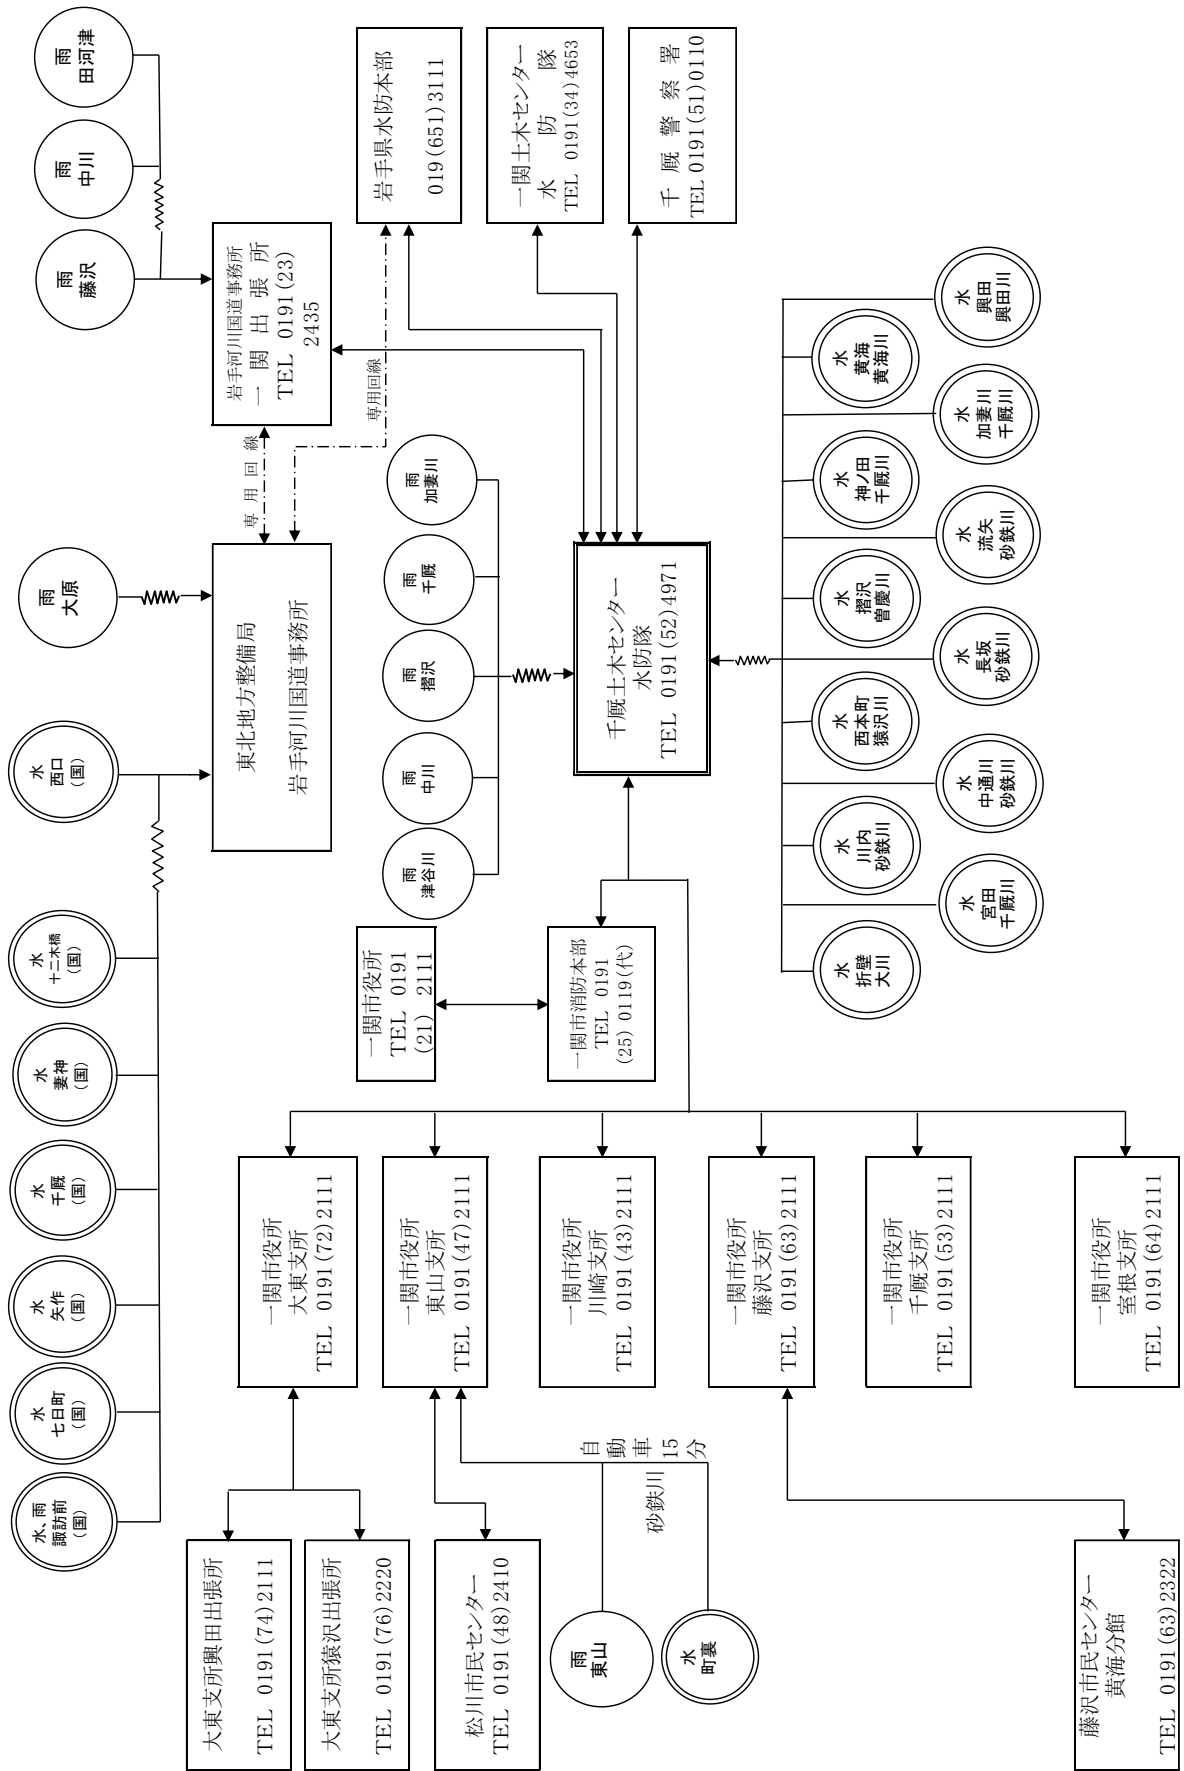 水、雨
諏訪前
(国)
水
七日町
(国)
水
矢作
(国)
水
千厩
(国)
水
妻神
(国)
水
十二木橋
(国)
水
西口
(国)
雨
大原
雨
藤沢
雨
中川
雨
田河津
東北地方整備局
岩手河川国道事務所
専用回線
岩手河川国道事務所
一関出張所
TEL 0191(23)
2435
専用回線
岩手県水防本部
019(651)3111
一関土木センター
水防隊
TEL 0191(34)4653
千厩警察署
TEL 0191(51)0110
雨
津谷川
雨
中川
雨
摺沢
雨
千厩
雨
加妻川
千厩土木センター
水防隊
TEL 0191(52)4971
一関市役所
TEL 0191
(21) 2111
一関市消防本部
TEL 0191
(25) 0119(代)
水
折壁
大川
水
川内
砂鉄川
水
西本町
猿沢川
水
摺沢
曽慶川
水
神ノ田
千厩川
水
黄海
黄海川
水
宮田
千厩川
水
中通川
砂鉄川
水
長坂
砂鉄川
水
流矢
砂鉄川
水
加妻川
千厩川
水
興田
興田川
一関市役所
大東支所
TEL 0191(72)2111
一関市役所
東山支所
TEL 0191(47)2111
一関市役所
川崎支所
TEL 0191(43)2111
一関市役所
藤沢支所
TEL 0191(63)2111
一関市役所
千厩支所
TEL 0191(53)2111
一関市役所
室根支所
TEL 0191(64)2111
大東支所興田出張所
TEL 0191(74)2111
大東支所猿沢出張所
TEL 0191(76)2220
松川市民センター
TEL 0191(48)2410
雨
東山
水
町裏
自動車15分
砂鉄川
藤沢市民センター
黄海分館
TEL 0191(63)2322